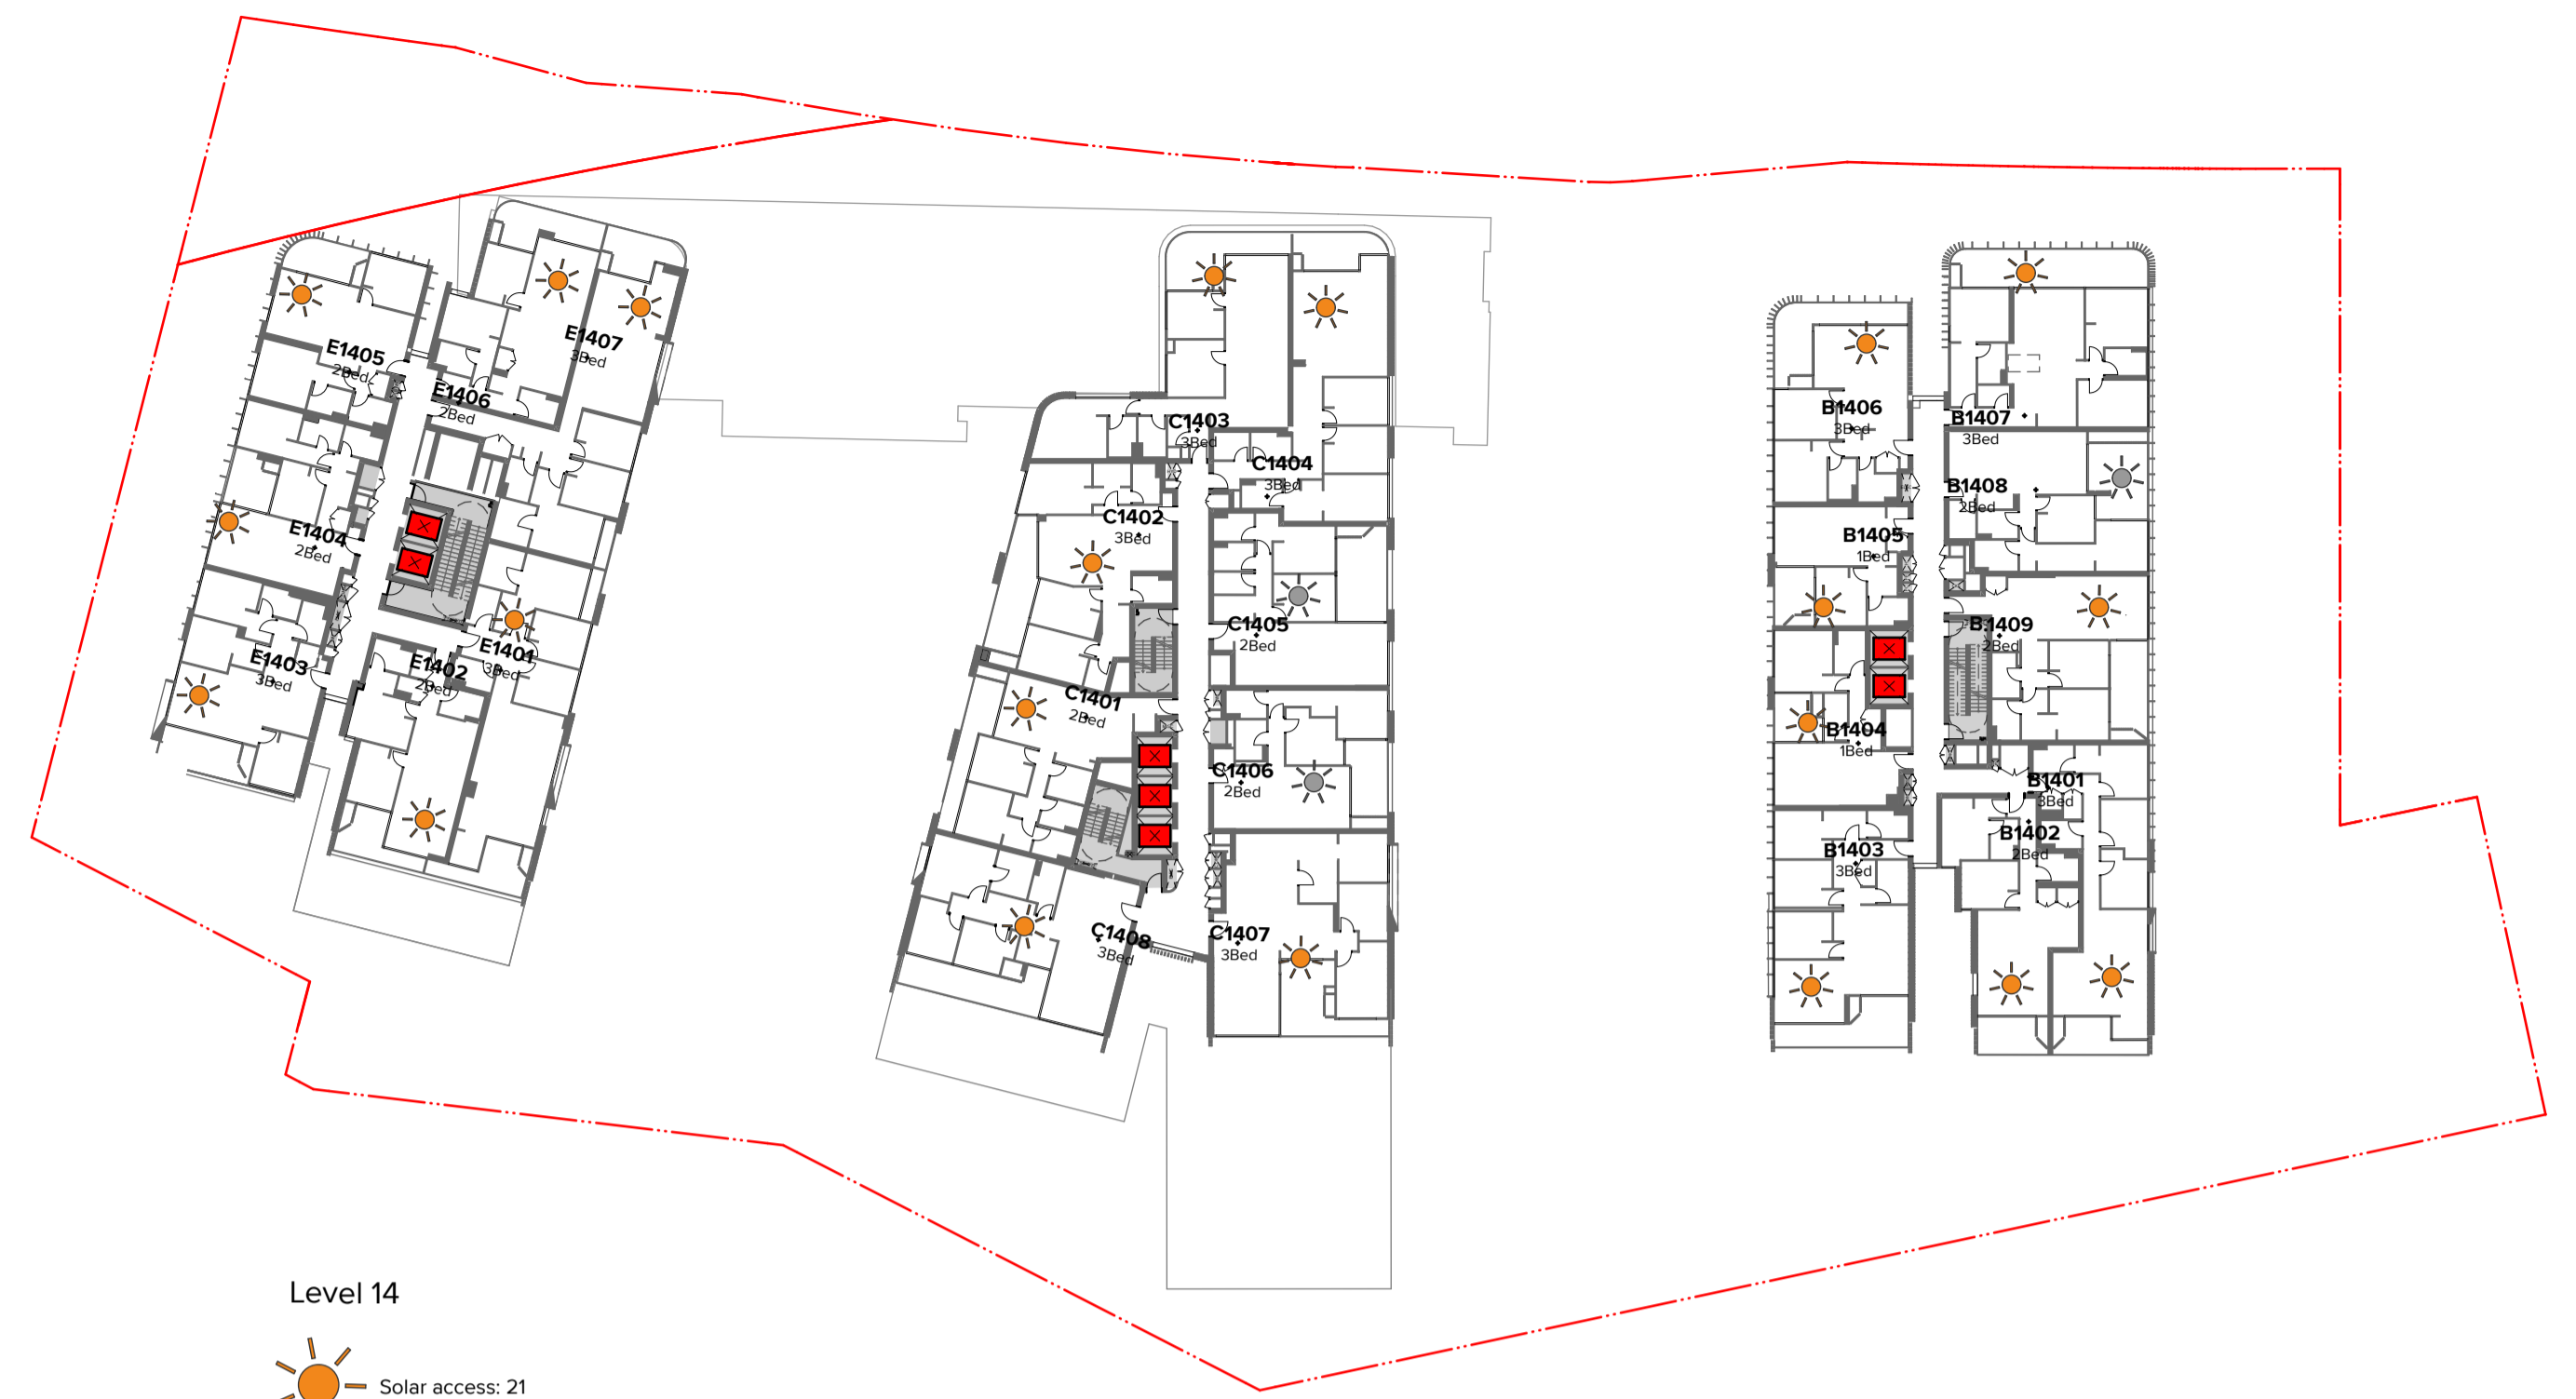 E1407
3Bed
E1405
2Bed
E1406
2Bed
E1404
2Bed
E1403
3Bed
E1402
2Bed
E1401
3Bed
C1403
3Bed
C1404
3Bed
C1402
3Bed
C1405
2Bed
C1401
2Bed
C1406
2Bed
C1408
3Bed
C1407
3Bed
B1406
3Bed
B1407
3Bed
B1408
2Bed
B1405
1Bed
B.1409
2Bed
B1404
1Bed
B1401
3Bed
B1402
2Bed
B1403
3Bed
Level 14
Solar access: 21